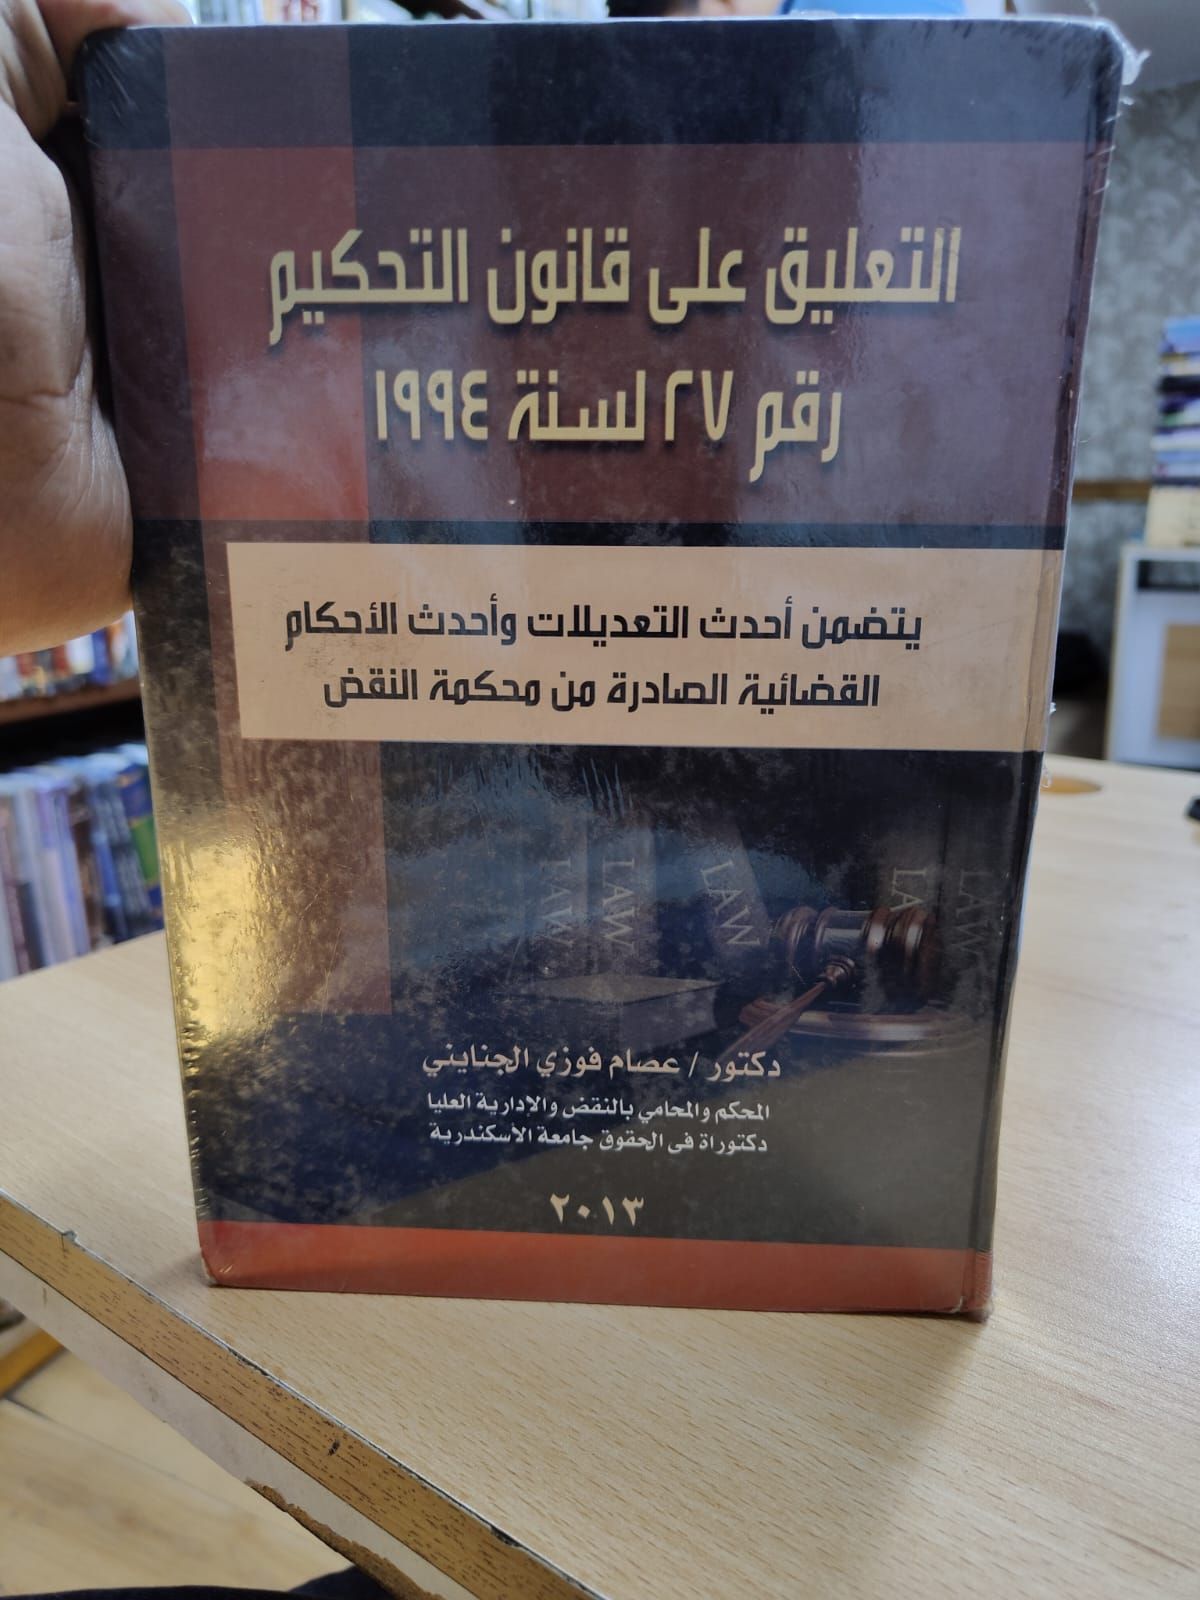 التعليق على قانون التحكيم
رقم ٢٧ لسنة ١٩٩٤
يتضمن أحدث التعديلات وأحدث الأحكام
القضائية الصادرة من محكمة النقض
LAW LAW LAW LA LAW
دكتور / عصام فوزي الجنايني
المحكم والمحامي بالنقض والإدارية العليا
دكتوراة فى الحقوق جامعة الأسكندرية
٢٠١٣